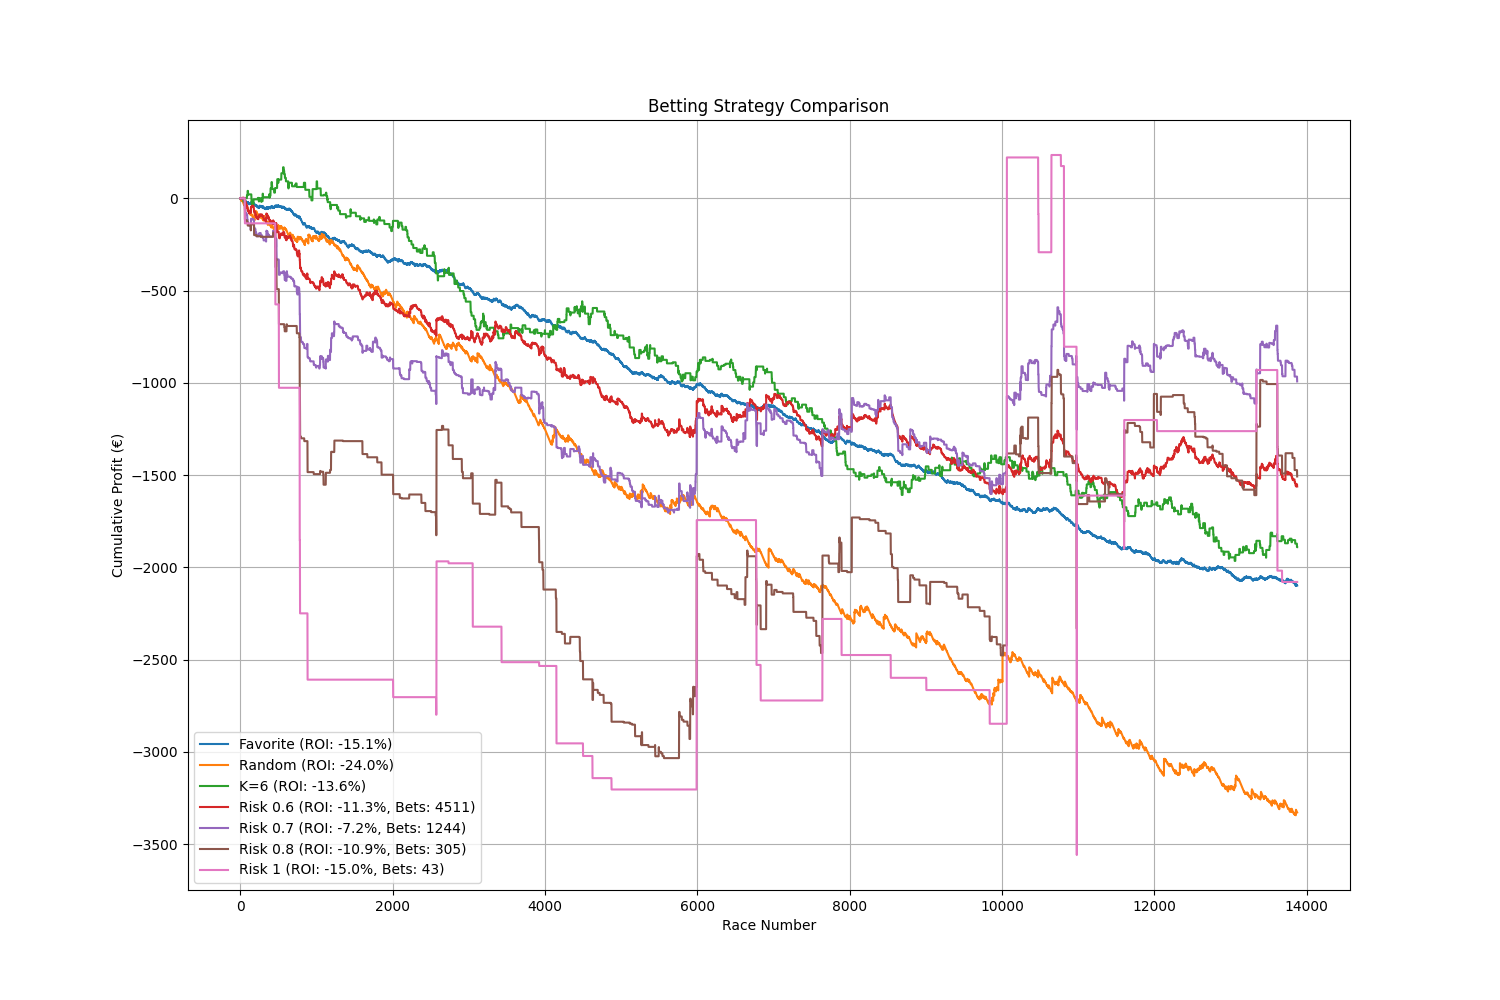 Betting Strategy Comparison
Cumulative Profit (€)
0
−500
−1000
−1500
−2000
−2500
−3000
−3500
Favorite (ROI: -15.1%)
Random (ROI: -24.0%)
K=6 (ROI: -13.6%)
Risk 0.6 (ROI: -11.3%, Bets: 4511)
Risk 0.7 (ROI: -7.2%, Bets: 1244)
Risk 0.8 (ROI: -10.9%, Bets: 305)
Risk 1 (ROI: -15.0%, Bets: 43)
0 2000 4000 6000 8000 10000 12000 14000
Race Number